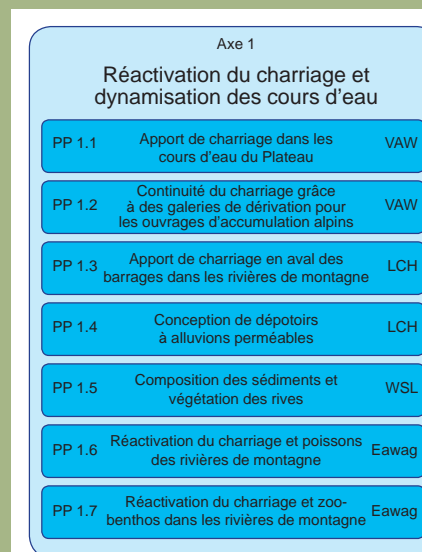 Axe 1
Réactivation du charriage et
dynamisation des cours d'eau
PP 1.1 Apport de charriage dans les VAW
cours d'eau du Plateau
PP 1.2 Continuité du charriage grâce VAW
à des galeries de dérivation pour
les ouvrages d'accumulation alpins
PP 1.3 Apport de charriage en aval des LCH
barrages dans les rivières de montagne
PP 1.4 Conception de dépotoirs LCH
à alluvions perméables
PP 1.5 Composition des sédiments et WSL
végétation des rives
PP 1.6 Réactivation du charriage et poissons Eawag
des rivières de montagne
PP 1.7 Réactivation du charriage et zoo- Eawag
benthos dans les rivières de montagne